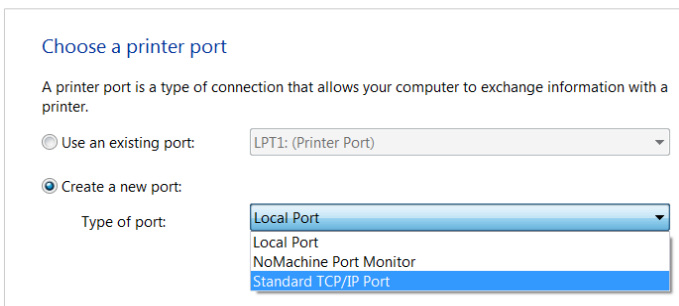 Choose a printer port
A printer port is a type of connection that allows your computer to exchange information with a
printer.
Use an existing port: LPT1: (Printer Port)
Create a new port:
Type of port: Local Port
Local Port
NoMachine Port Monitor
Standard TCP/IP Port